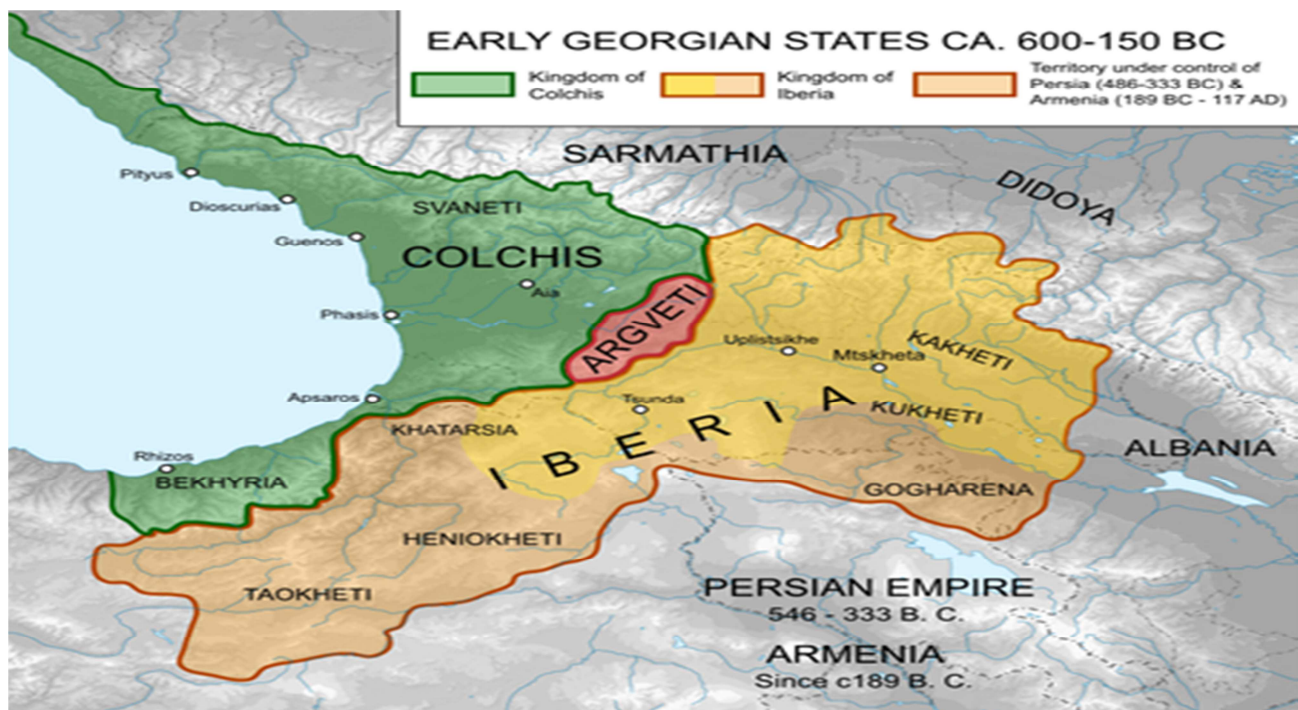 EARLY GEORGIAN STATES CA. 600-150 BC
Kingdom of
Colchis
Kingdom of
Iberia
Territory under control of
Persia (486-333 BC) &
Armenia (189 BC - 117 AD)
SARMATHIA
DIDOYA
Pityus
Dioscurias
SVANETI
Guenos
COLCHIS
Aia
Phasis
ARGVETI
Uplistsikhe
Mtskheta
KAKHETI
Apsaros
Tsunda
KUKHETI
KHATARSIA
IBERIA
ALBANIA
Rhizos
BEKHYRIA
GOGHARENA
HENIOKHETI
TAOKHETI
PERSIAN EMPIRE
546 - 333 B. C.
ARMENIA
Since c189 B. C.